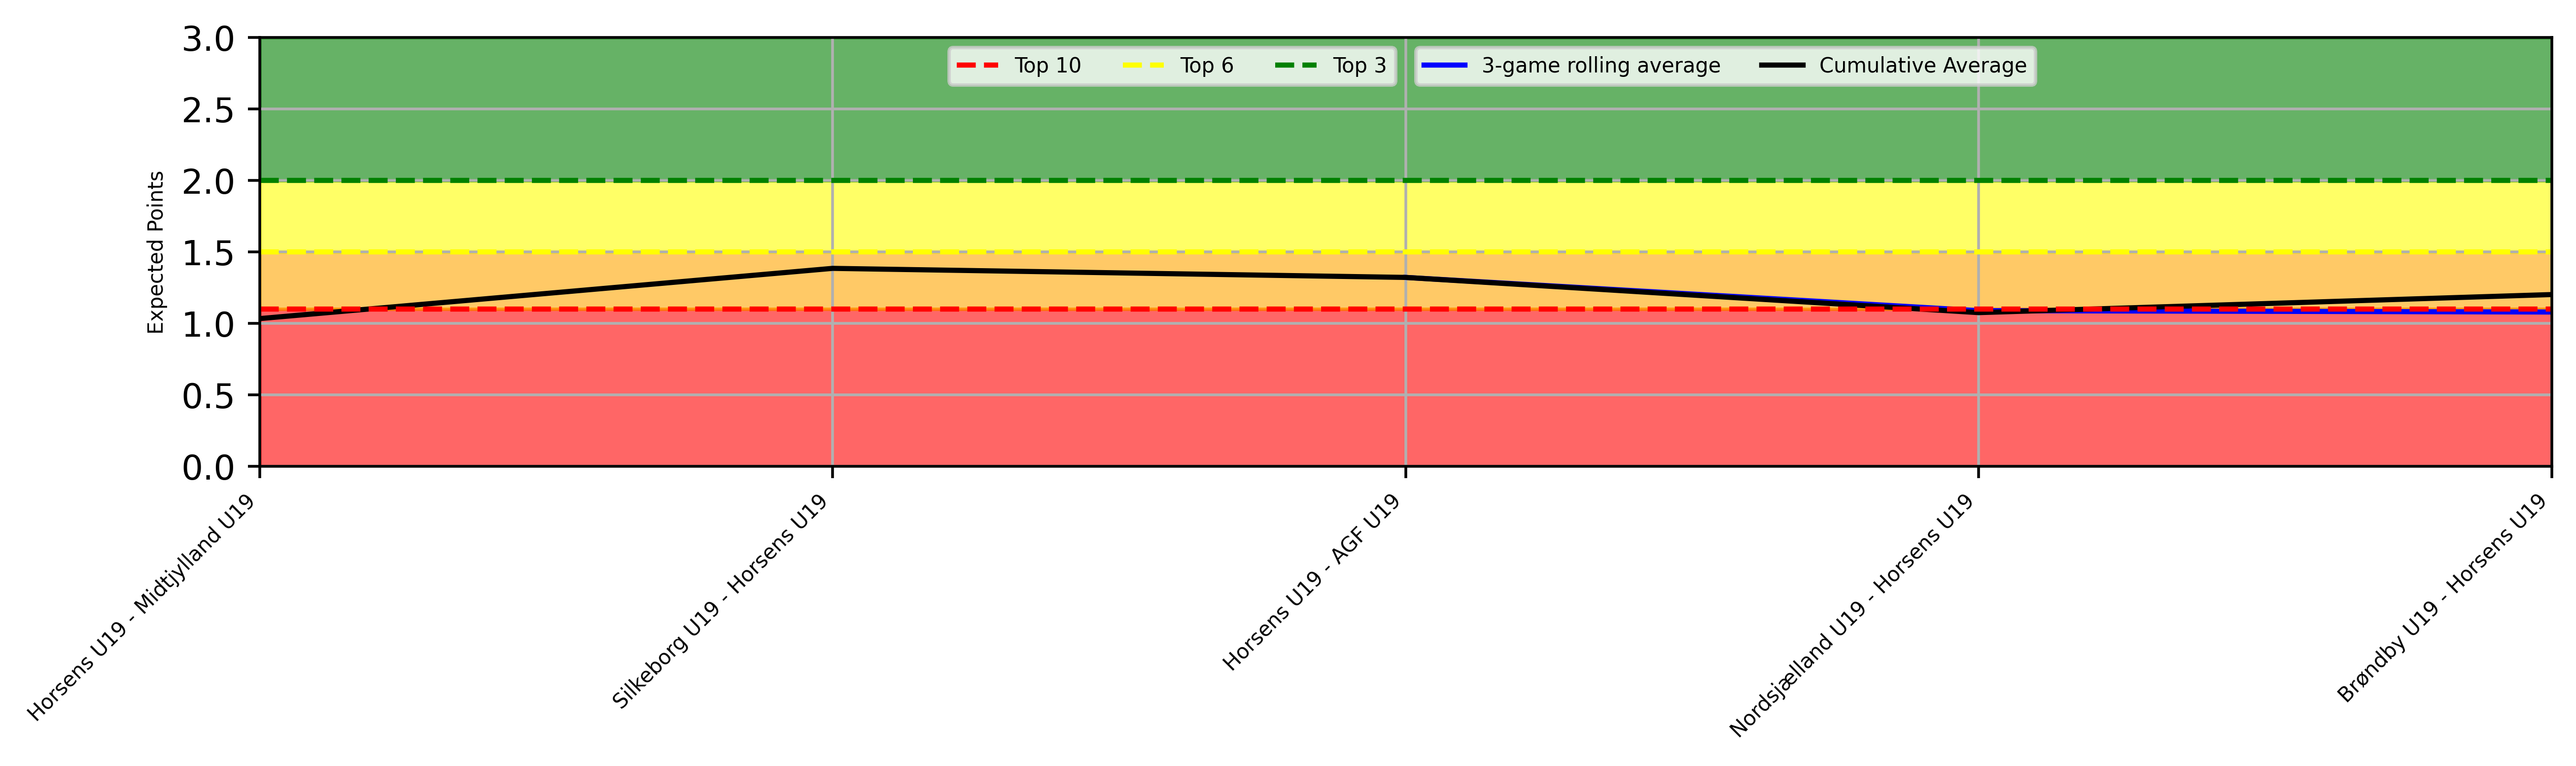 3.0
2.5
2.0
1.5
1.0
0.5
0.0
Expected Points
Top 10 Top 6 Top 3
3-game rolling average Cumulative Average
Horsens U19 - Midtjylland U19
Silkeborg U19 - Horsens U19
Horsens U19 - AGF U19
Nordsjælland U19 - Horsens U19
Brøndby U19 - Horsens U19